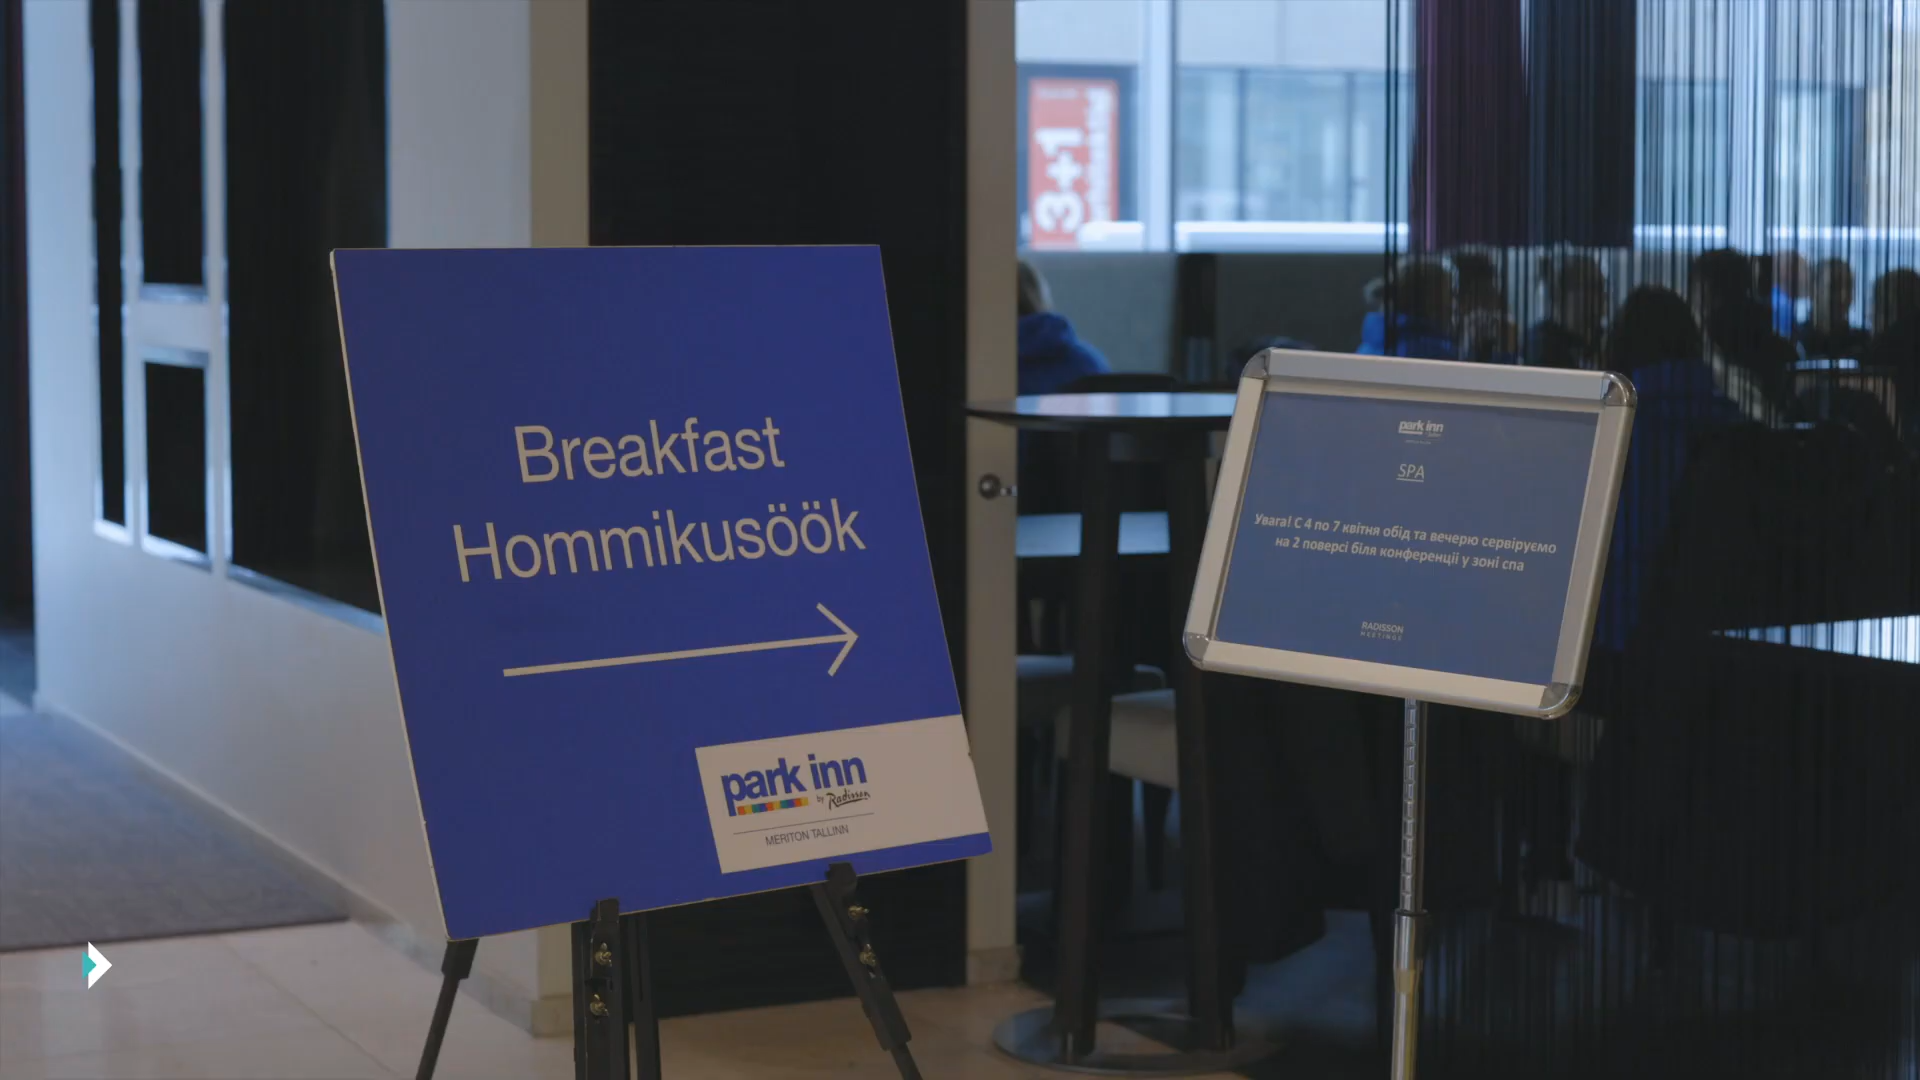 Breakfast
Hommikusöök
park inn
by Radisson
MERITON TALLINN
park inn
SPA
Увага! С 4 по 7 квітня обід та вечерю сервіруємо
на 2 поверсі біля конференції у зоні спа
RADISSON
MEETINGS
3+1